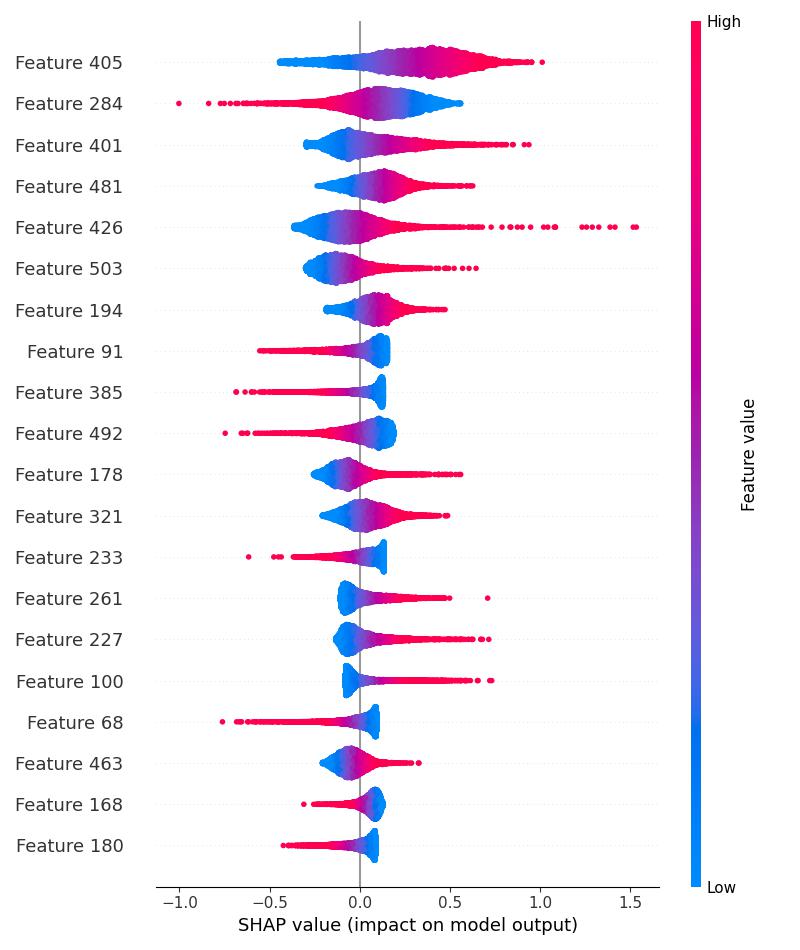 High
Feature 405
Feature 284
Feature 401
Feature 481
Feature 426
Feature 503
Feature 194
Feature 91
Feature 385
Feature 492
Feature 178
Feature 321
Feature 233
Feature 261
Feature 227
Feature 100
Feature 68
Feature 463
Feature 168
Feature 180
Feature value
Low
−1.0 −0.5 0.0 0.5 1.0 1.5
SHAP value (impact on model output)